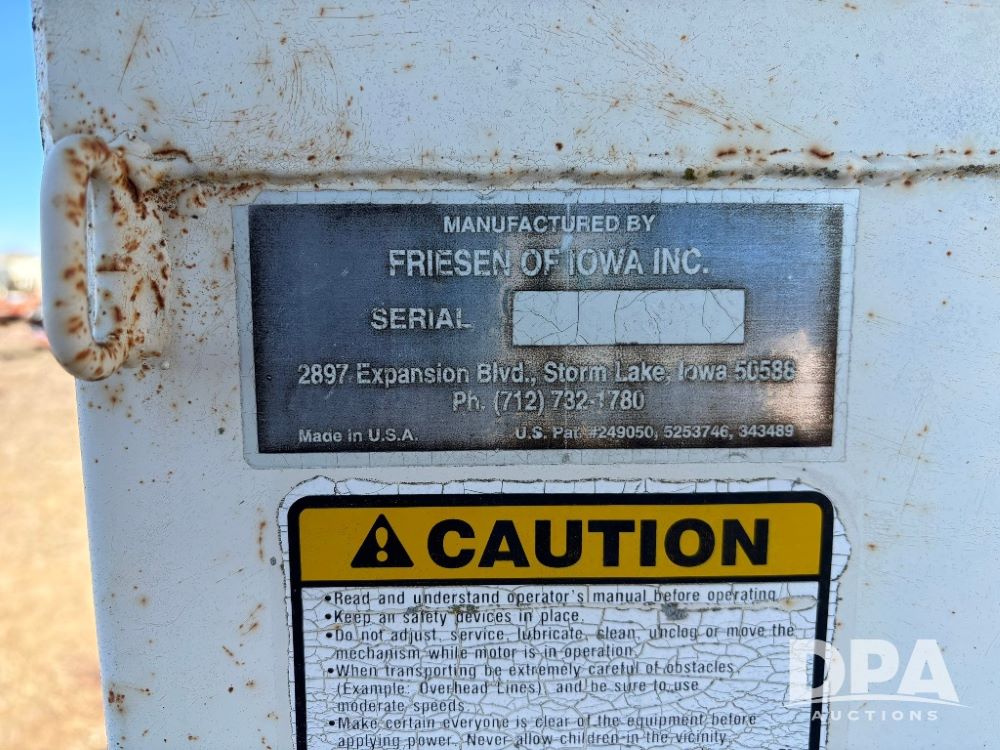 MANUFACTURED BY
FRIESEN OF IOWA INC.
SERIAL
2897 Expansion Blvd., Storm Lake, Iowa 50588
Ph. (712) 732-1780
Made in U.S.A. U.S. Pat. #249050, 5253746, 343489
CAUTION
•Read and understand operator's manual before operating
•Keep all safety devices in place.
•Do not adjust, service, lubricate, clean, unclog or move the
mechanism while motor is in operation.
•When transporting be extremely careful of obstacles
(Example: Overhead Lines), and be sure to use
moderate speeds.
•Make certain everyone is clear of the equipment before
applying power. Never allow children in the vicinity.
DPA
AUCTIONS